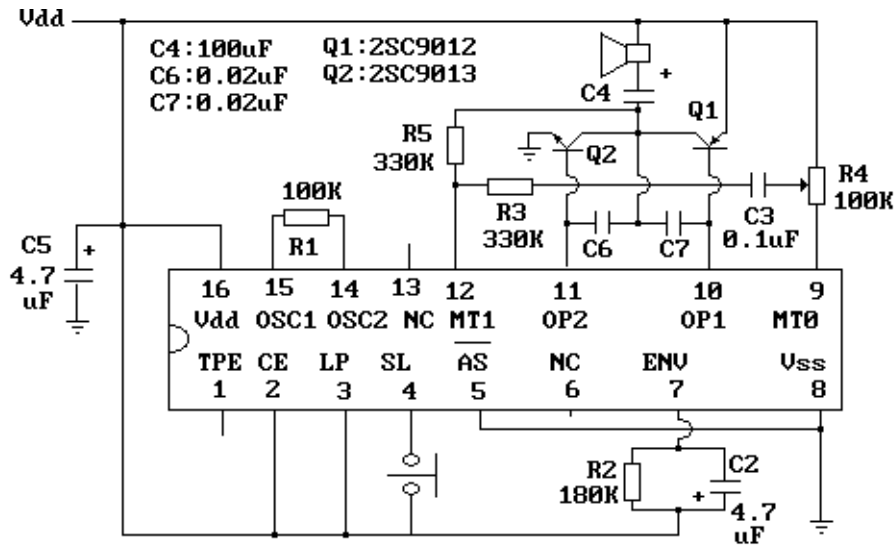 Vdd
C4:100uF Q1:2SC9012
C6:0.02uF Q2:2SC9013
C7:0.02uF
+
C4
Q1
R5
330K
Q2
R4
100K
100K
R1
R3
330K
C6
C7
C3
0.1uF
C5
+
4.7
uF
16 15 14 13 12 11 10 9
Vdd OSC1 OSC2 NC MT1 OP2 OP1 MT0
TPE CE LP SL AS NC ENV Vss
1 2 3 4 5 6 7 8
R2
180K
C2
+
4.7
uF